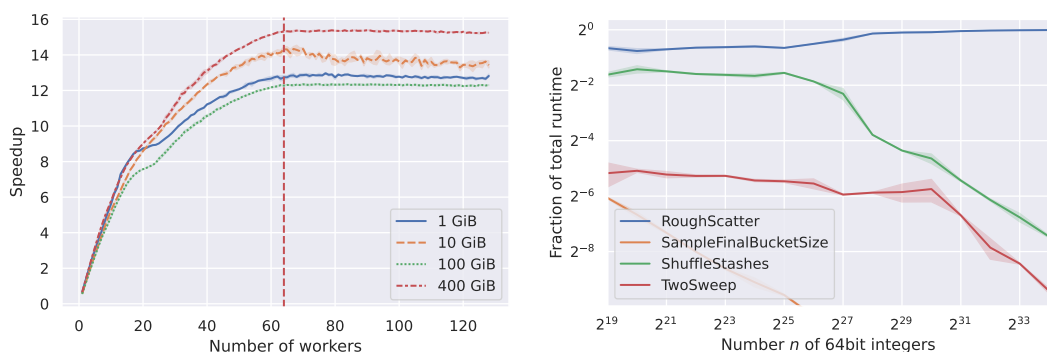 16
14
12
10
8
6
4
2
0
Speedup
0 20 40 60 80 100 120
Number of workers
1 GiB
10 GiB
100 GiB
400 GiB
2^0
2^-2
2^-4
2^-6
2^-8
Fraction of total runtime
2^19 2^21 2^23 2^25 2^27 2^29 2^31 2^33
Number n of 64bit integers
RoughScatter
SampleFinalBucketSize
ShuffleStashes
TwoSweep